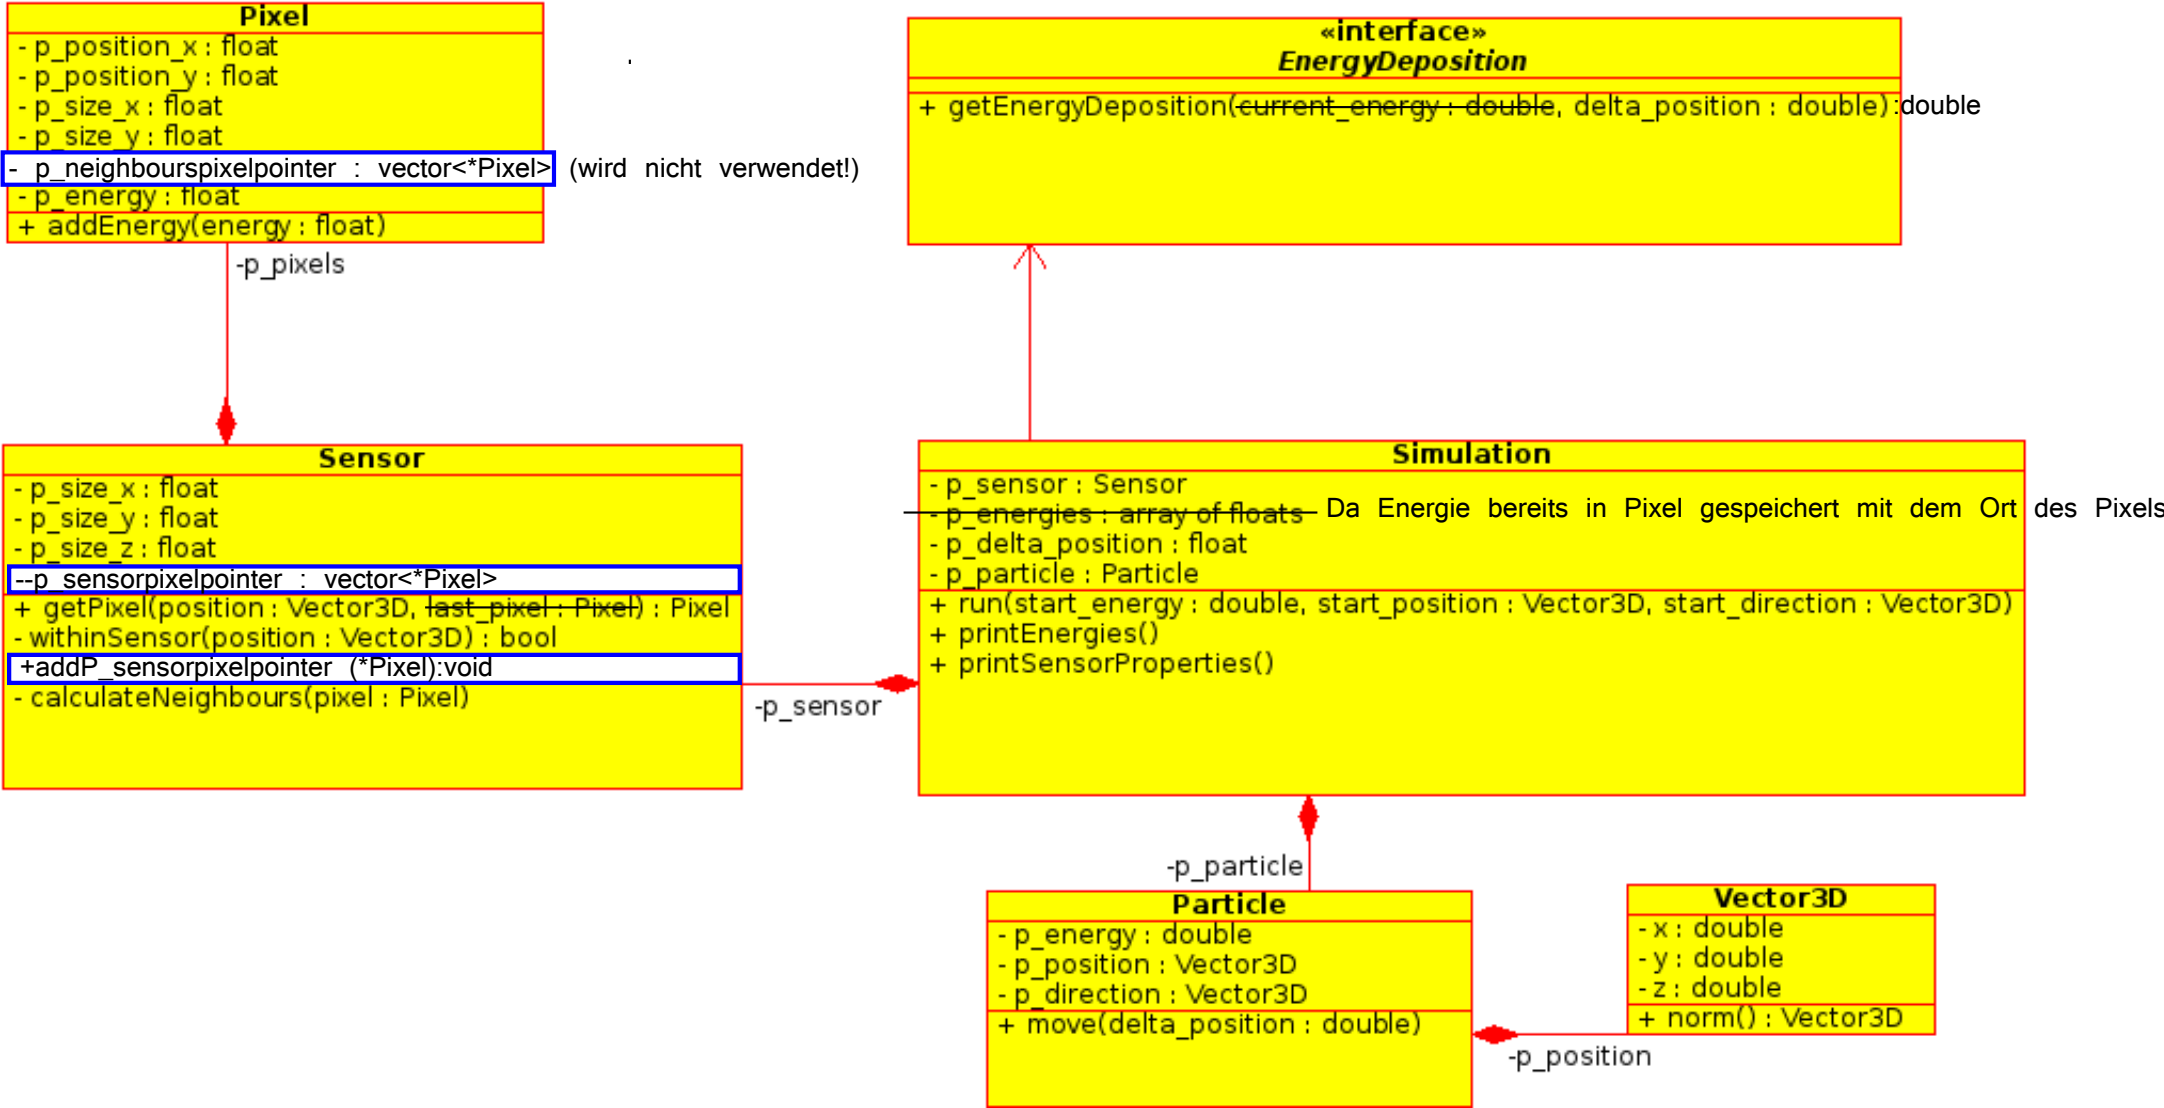 Pixel
- p_position_x : float
- p_position_y : float
- p_size_x : float
- p_size_y : float
- p_neighbourspixelpointer : vector<*Pixel> (wird nicht verwendet!)
- p_energy : float
+ addEnergy(energy : float)
-p_pixels
«interface»
EnergyDeposition
+ getEnergyDeposition(current_energy : double, delta_position : double) :double
Sensor
- p_size_x : float
- p_size_y : float
- p_size_z : float
--p_sensorpixelpointer : vector<*Pixel>
+ getPixel(position : Vector3D, last_pixel : Pixel) : Pixel
- withinSensor(position : Vector3D) : bool
+addP_sensorpixelpointer (*Pixel):void
- calculateNeighbours(pixel : Pixel)
-p_sensor
Simulation
- p_sensor : Sensor
- p_energies : array of floats Da Energie bereits in Pixel gespeichert mit dem Ort des Pixels
- p_delta_position : float
- p_particle : Particle
+ run(start_energy : double, start_position : Vector3D, start_direction : Vector3D)
+ printEnergies()
+ printSensorProperties()
-p_particle
Particle
- p_energy : double
- p_position : Vector3D
- p_direction : Vector3D
+ move(delta_position : double)
-p_position
Vector3D
- x : double
- y : double
- z : double
+ norm() : Vector3D